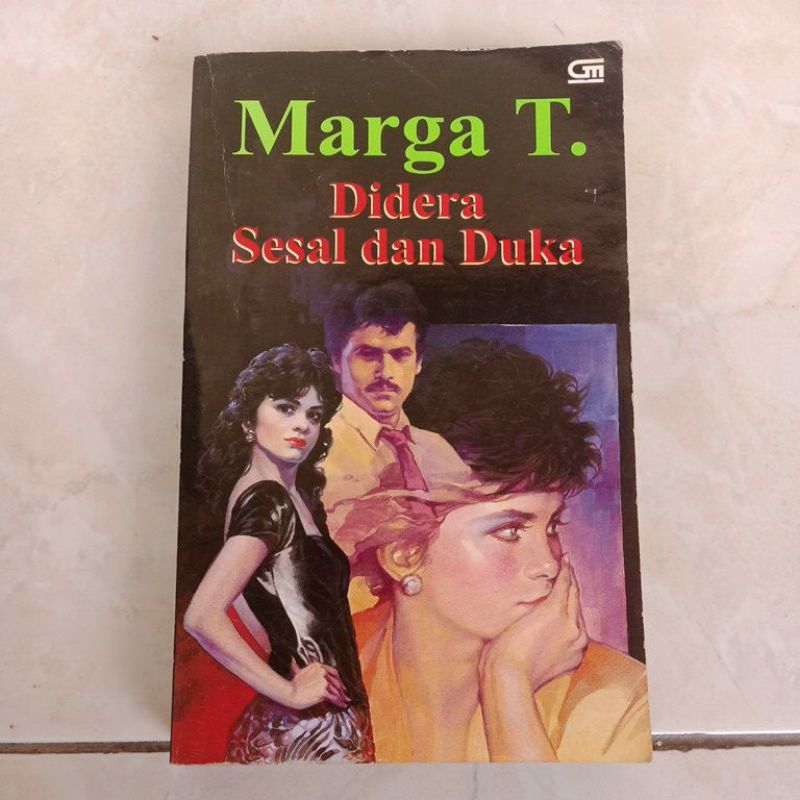 GM
Marga T.
Didera
Sesal dan Duka